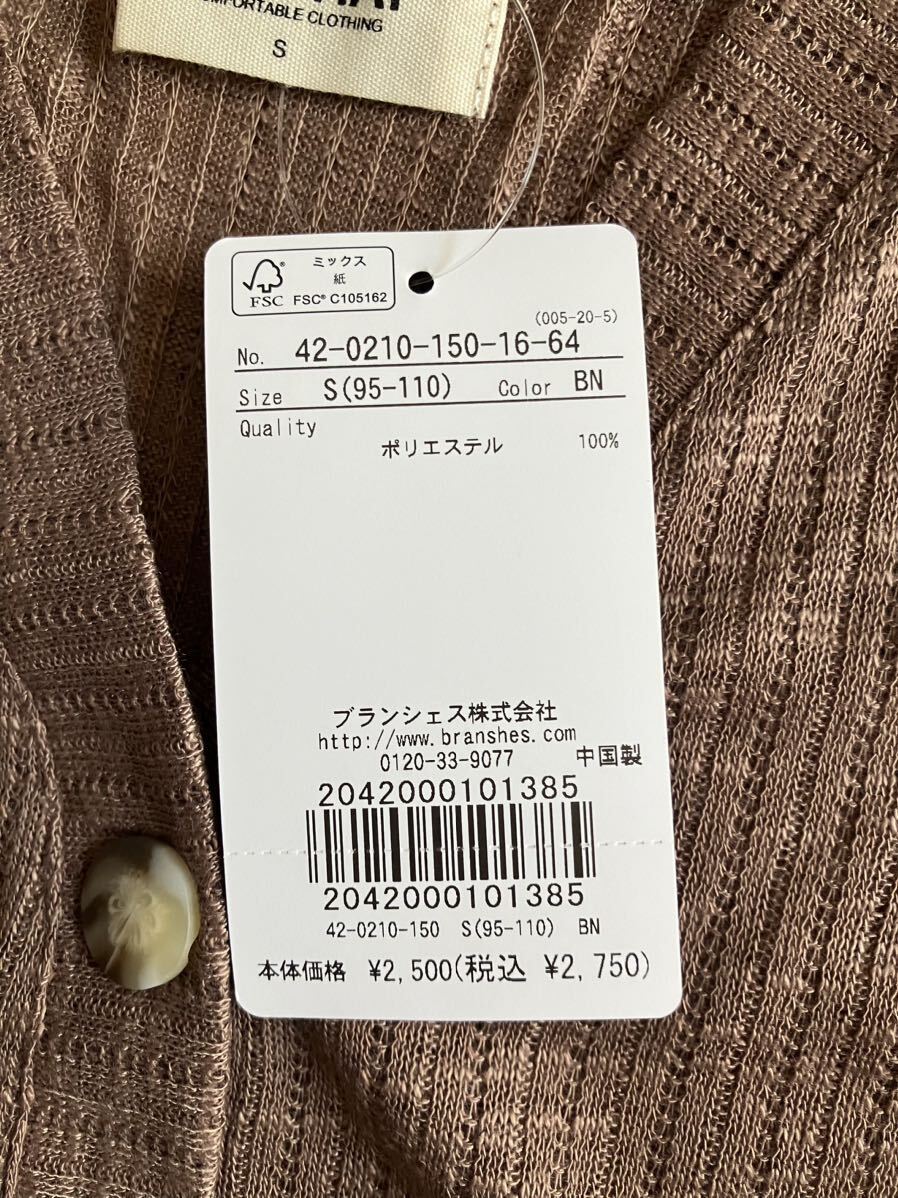 COMFORTABLE CLOTHING
S
ミックス
紙
FSC® FSC® C105162
(005-20-5)
No. 42-0210-150-16-64
Size S(95-110) Color BN
Quality
ポリエステル 100%
ブランシェス株式会社
http://www.branshes.com
0120-33-9077 中国製
2042000101385
2042000101385
42-0210-150 S(95-110) BN
本体価格 ¥2,500(税込 ¥2,750)